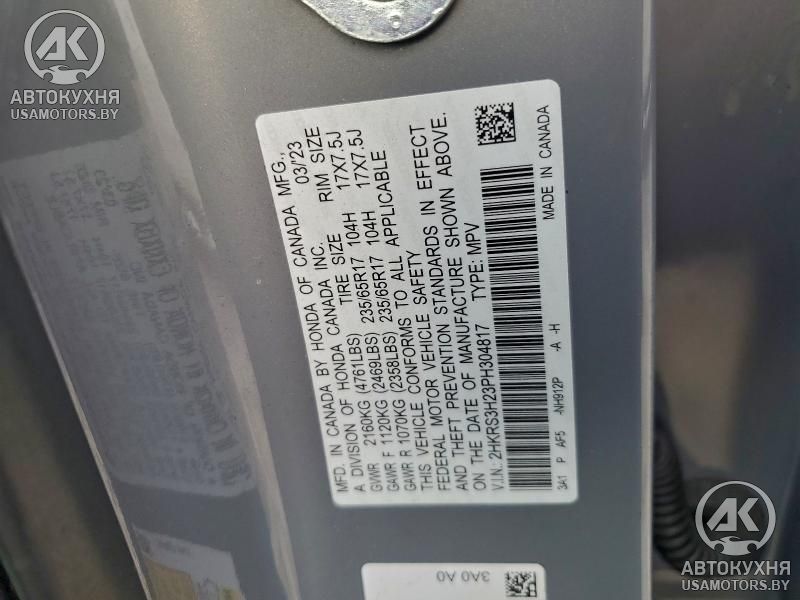 АК
АВТОКУХНЯ
USAMOTORS.BY
MFD. IN CANADA BY HONDA OF CANADA MFG.,
A DIVISION OF HONDA CANADA INC. 03/'23
TIRE SIZE RIM SIZE
GVWR 2160KG (4761LBS)
GAWR F 1120KG (2469LBS) 235/65R17 104H 17X7.5J
GAWR R 1070KG (2358LBS) 235/65R17 104H 17X7.5J
THIS VEHICLE CONFORMS TO ALL APPLICABLE
FEDERAL MOTOR VEHICLE SAFETY
AND THEFT PREVENTION STANDARDS IN EFFECT
ON THE DATE OF MANUFACTURE SHOWN ABOVE.
V.I.N.: 2HKRS3H23PH304817 TYPE: MPV
3A1 P AF5 -NH912P -A -H MADE IN CANADA
3A0 A0
АК
АВТОКУХНЯ
USAMOTORS.BY